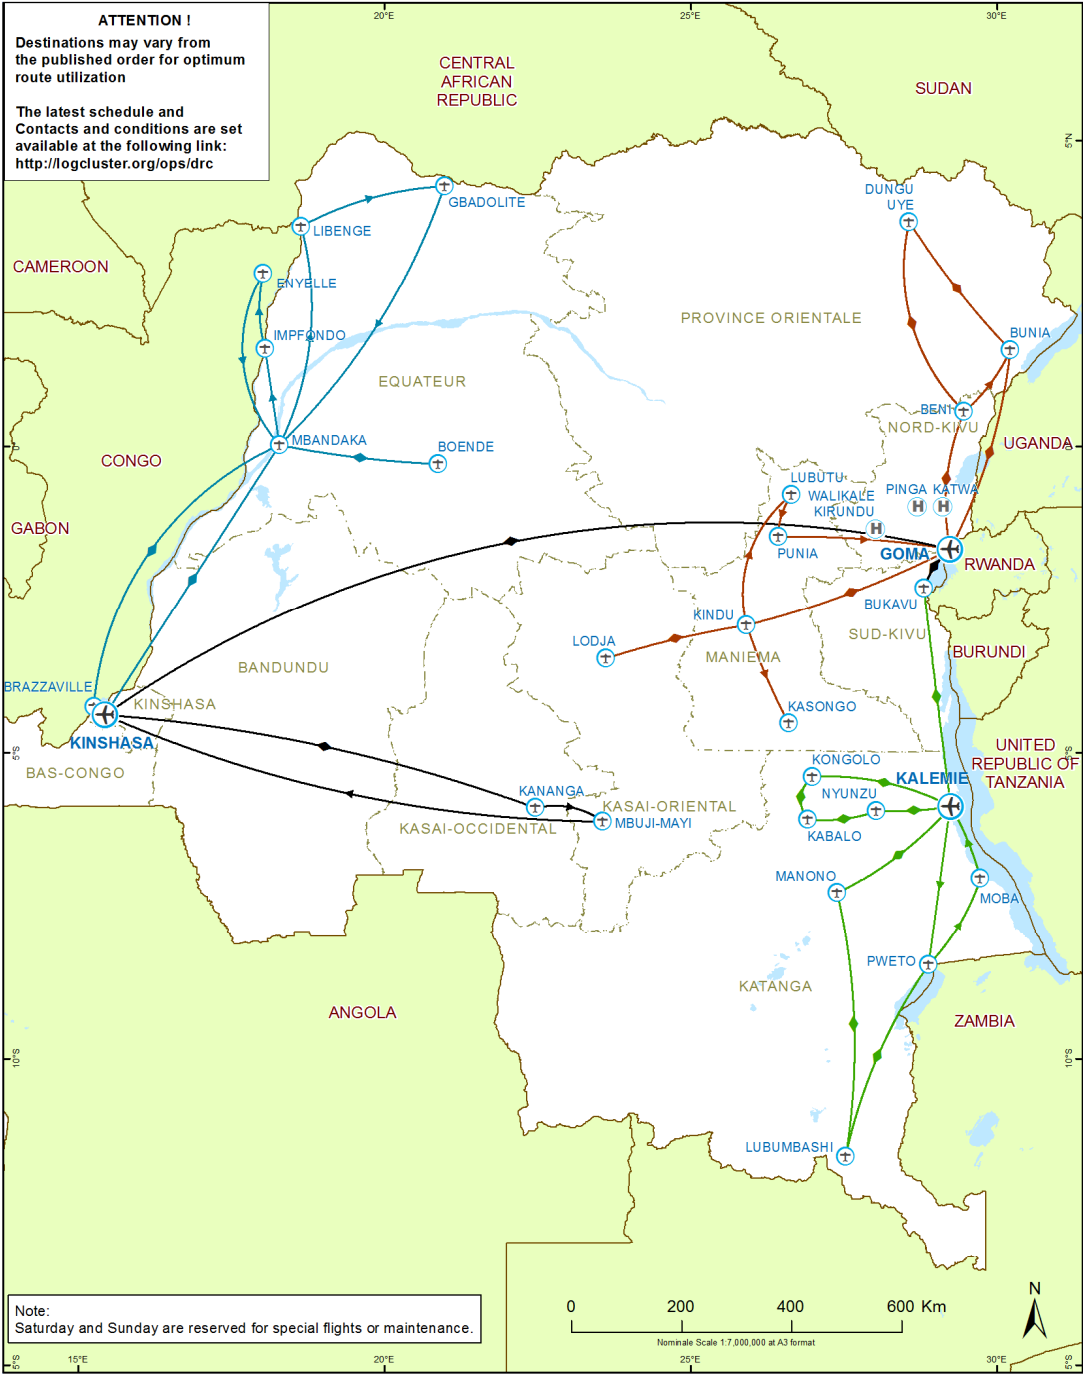 ATTENTION !
Destinations may vary from
the published order for optimum
route utilization
The latest schedule and
Contacts and conditions are set
available at the following link:
http://logcluster.org/ops/drc
20°E
25°E
30°E
CENTRAL
AFRICAN
REPUBLIC
SUDAN
5°N
5°N
DUNGU
UYE
GBADOLITE
LIBENGE
CAMEROON
ENYELLE
IMPFONDO
PROVINCE ORIENTALE
BUNIA
EQUATEUR
BENI
NORD-KIVU
MBANDAKA
BOENDE
UGANDA
CONGO
0°
0°
LUBUTU
WALIKALE
KIRUNDU
PINGA
KATWA
H
H
H
GABON
PUNIA
GOMA
RWANDA
BUKAVU
KINDU
SUD-KIVU
LODJA
MANIEMA
BURUNDI
BANDUNDU
BRAZZAVILLE
KINSHASA
KASONGO
KINSHASA
BAS-CONGO
5°S
5°S
UNITED
REPUBLIC OF
TANZANIA
KONGOLO
KALEMIE
NYUNZU
KANANGA
KASAI-ORIENTAL
KASAI-OCCIDENTAL
MBUJI-MAYI
KABALO
MANONO
MOBA
PWETO
KATANGA
ANGOLA
ZAMBIA
10°S
10°S
LUBUMBASHI
N
Note:
Saturday and Sunday are reserved for special flights or maintenance.
0
200
400
600 Km
Nominale Scale 1:7,000,000 at A3 format
5°S
5°S
15°E
20°E
25°E
30°E